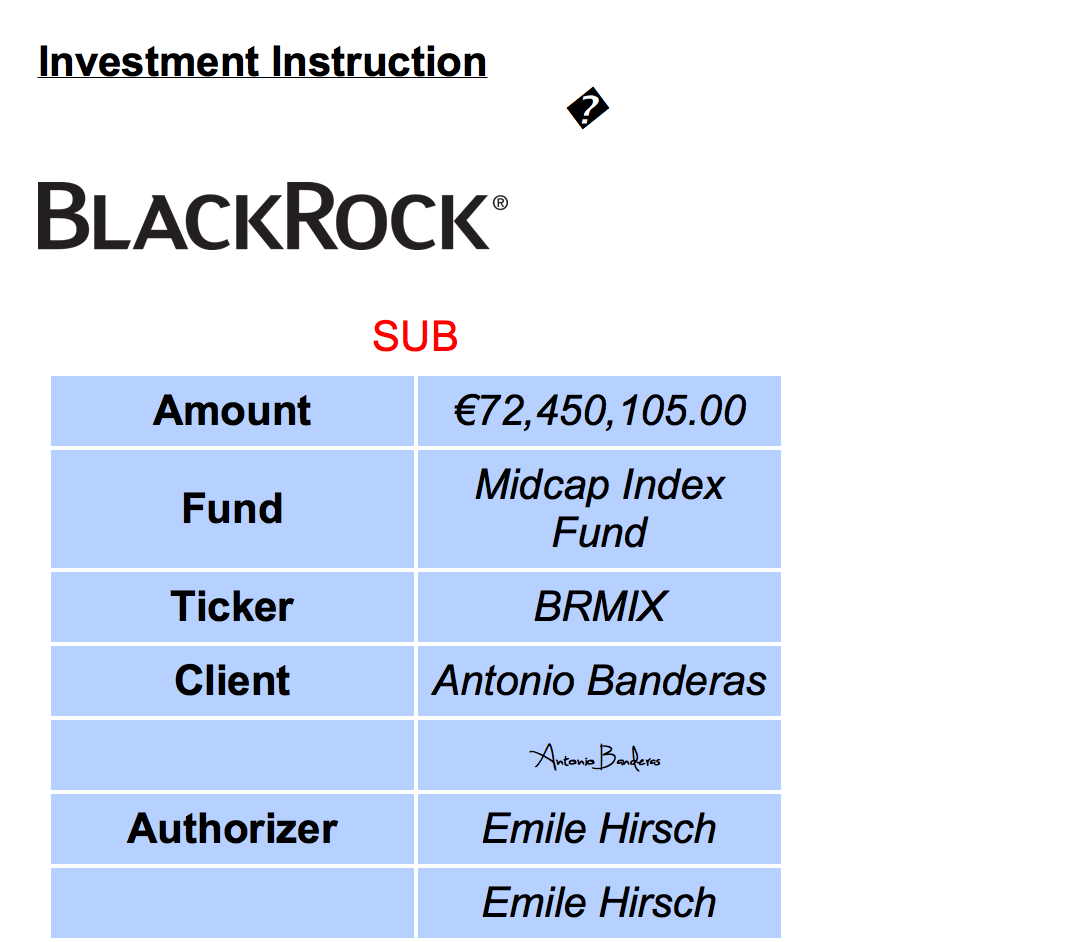 Investment Instruction
�
BLACKROCK®
SUB
Amount €72,450,105.00
Fund Midcap Index
Fund
Ticker BRMIX
Client Antonio Banderas
Antonio Banderas
Authorizer Emile Hirsch
Emile Hirsch